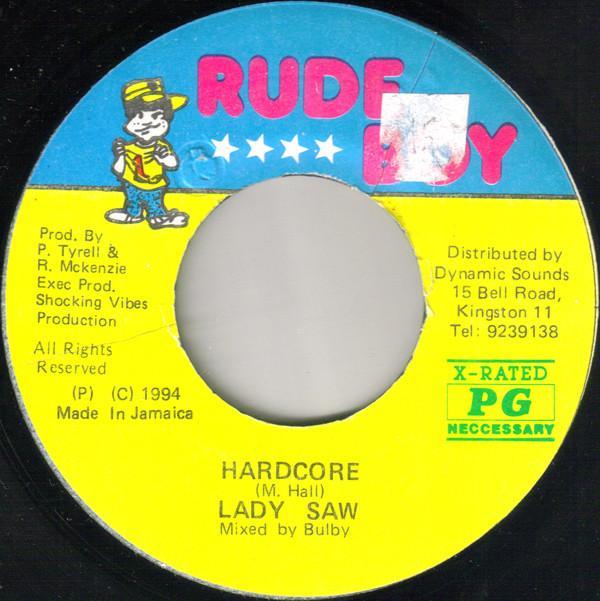 RUDE
BOY
Prod. By
P. Tyrell &
R. Mckenzie
Exec Prod.
Shocking Vibes
Production
All Rights
Reserved
(P) (C) 1994
Made In Jamaica
Distributed by
Dynamic Sounds
15 Bell Road,
Kingston 11
Tel: 9239138
X-RATED
PG
NECCESSARY
HARDCORE
(M. Hall)
LADY SAW
Mixed by Bulby